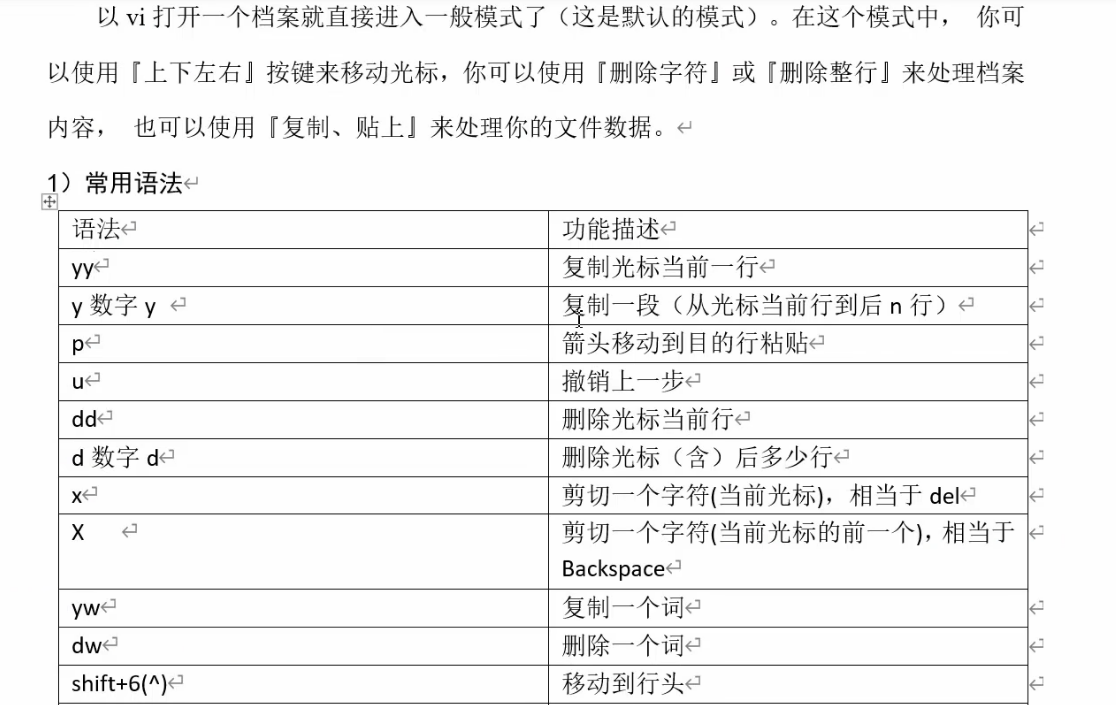 以 vi 打开一个档案就直接进入一般模式了（这是默认的模式）。在这个模式中， 你可
以使用『上下左右』按键来移动光标，你可以使用『删除字符』或『删除整行』来处理档案
内容， 也可以使用『复制、贴上』来处理你的文件数据。
1）常用语法
语法 功能描述
yy 复制光标当前一行
y 数字 y 复制一段（从光标当前行到后 n 行）
p 箭头移动到目的行粘贴
u 撤销上一步
dd 删除光标当前行
d 数字 d 删除光标（含）后多少行
x 剪切一个字符(当前光标)，相当于 del
X 剪切一个字符(当前光标的前一个)，相当于
Backspace
yw 复制一个词
dw 删除一个词
shift+6(^) 移动到行头